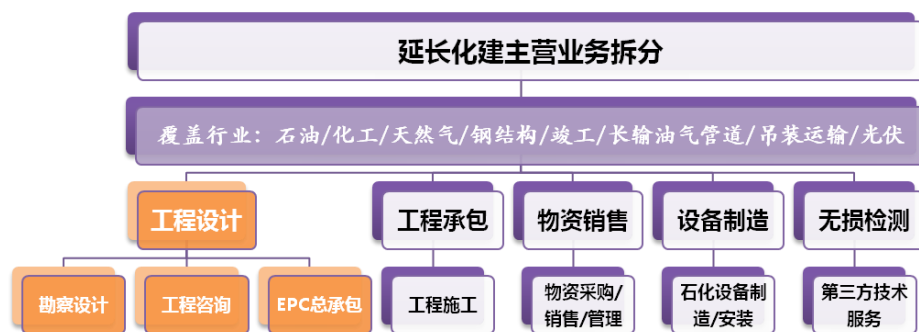 延长化建主营业务拆分
覆盖行业：石油/化工/天然气/钢结构/竣工/长输油气管道/吊装运输/光伏
工程设计
工程承包
物资销售
设备制造
无损检测
勘察设计
工程咨询
EPC总承包
工程施工
物资采购/
销售/管理
石化设备制
造/安装
第三方技术
服务